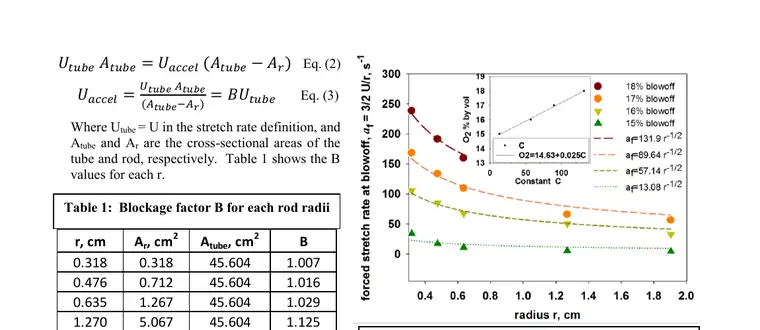 U_tube A_tube = U_accel (A_tube − A_r) Eq. (2)
U_accel = U_tube A_tube / (A_tube−A_r) = BU_tube Eq. (3)
Where U_tube = U in the stretch rate definition, and
A_tube and A_r are the cross-sectional areas of the
tube and rod, respectively. Table 1 shows the B
values for each r.
Table 1: Blockage factor B for each rod radii
r, cm A_r, cm² A_tube, cm² B
0.318 0.318 45.604 1.007
0.476 0.712 45.604 1.016
0.635 1.267 45.604 1.029
1.270 5.067 45.604 1.125
forced stretch rate at blowoff, a_f = 3/2 U/r, s⁻¹
300
250
200
150
100
50
0
0.4 0.6 0.8 1.0 1.2 1.4 1.6 1.8 2.0
radius r, cm
O₂ % by vol
19
18
17
16
15
14
13
0 50 100
Constant C
C
O2=14.63+0.025C
18% blowoff
17% blowoff
16% blowoff
15% blowoff
a_f=131.9 r^-1/2
a_f=89.64 r^-1/2
a_f=57.14 r^-1/2
a_f=13.08 r^-1/2